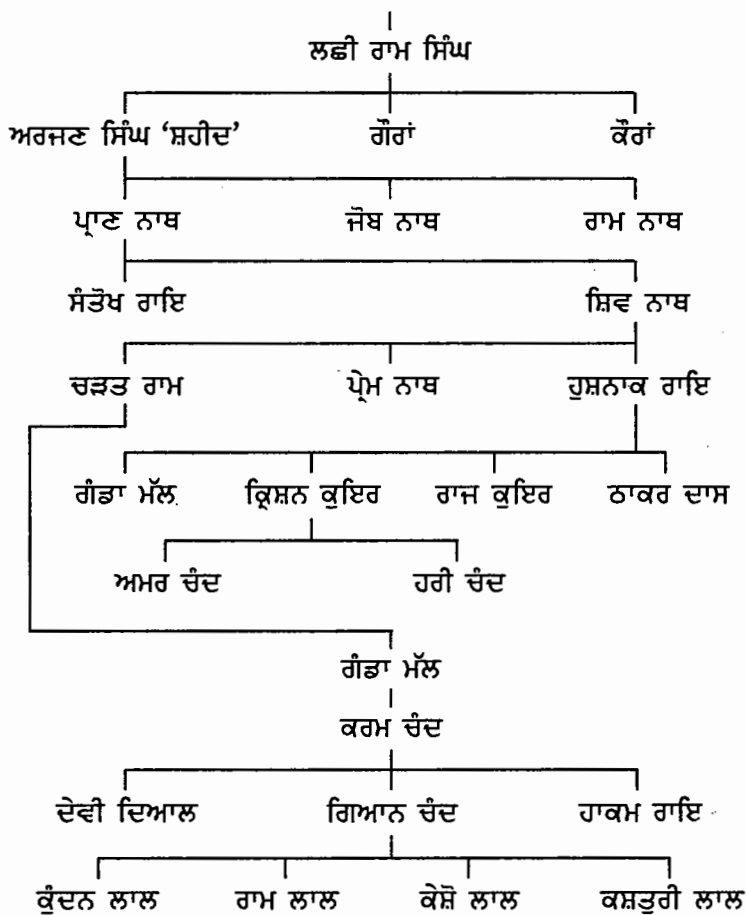 ਲਛੀ ਰਾਮ ਸਿੰਘ
ਅਰਜਣ ਸਿੰਘ ‘ਸ਼ਹੀਦ’ ਗੌਰਾਂ ਕੌਰਾਂ
ਪ੍ਰਾਣ ਨਾਥ ਜੋਬ ਨਾਥ ਰਾਮ ਨਾਥ
ਸੰਤੋਖ ਰਾਇ ਸ਼ਿਵ ਨਾਥ
ਚੜਤ ਰਾਮ ਪ੍ਰੇਮ ਨਾਥ ਹੁਸ਼ਨਾਕ ਰਾਇ
ਗੰਡਾ ਮੱਲ ਕ੍ਰਿਸ਼ਨ ਕੁਇਰ ਰਾਜ ਕੁਇਰ ਠਾਕਰ ਦਾਸ
ਅਮਰ ਚੰਦ ਹਰੀ ਚੰਦ
ਗੰਡਾ ਮੱਲ
ਕਰਮ ਚੰਦ
ਦੇਵੀ ਦਿਆਲ ਗਿਆਨ ਚੰਦ ਹਾਕਮ ਰਾਇ
ਕੁੰਦਨ ਲਾਲ ਰਾਮ ਲਾਲ ਕੇਸ਼ੋ ਲਾਲ ਕਸ਼ਤੁਰੀ ਲਾਲ